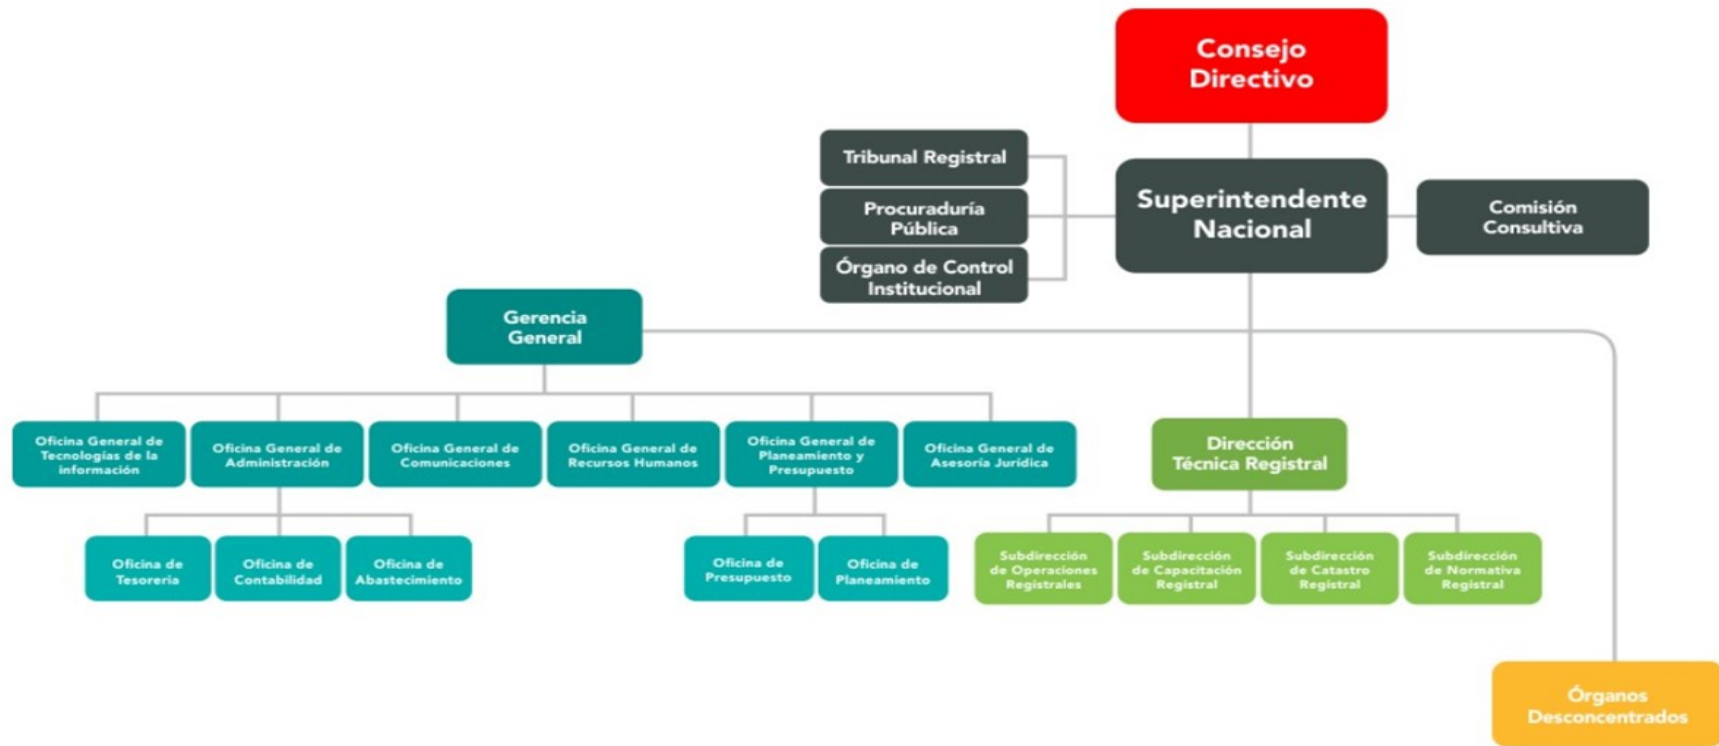 Consejo
Directivo
Tribunal Registral
Procuraduría
Pública
Órgano de Control
Institucional
Superintendente
Nacional
Comisión
Consultiva
Gerencia
General
Oficina General de
Tecnologías de la
información
Oficina General de
Administración
Oficina General de
Comunicaciones
Oficina General de
Recursos Humanos
Oficina General de
Planeamiento y
Presupuesto
Oficina General de
Asesoría Jurídica
Dirección
Técnica Registral
Oficina de
Tesorería
Oficina de
Contabilidad
Oficina de
Abastecimiento
Oficina de
Presupuesto
Oficina de
Planeamiento
Subdirección
de Operaciones
Registrales
Subdirección
de Capacitación
Registral
Subdirección
de Catastro
Registral
Subdirección
de Normativa
Registral
Órganos
Desconcentrados